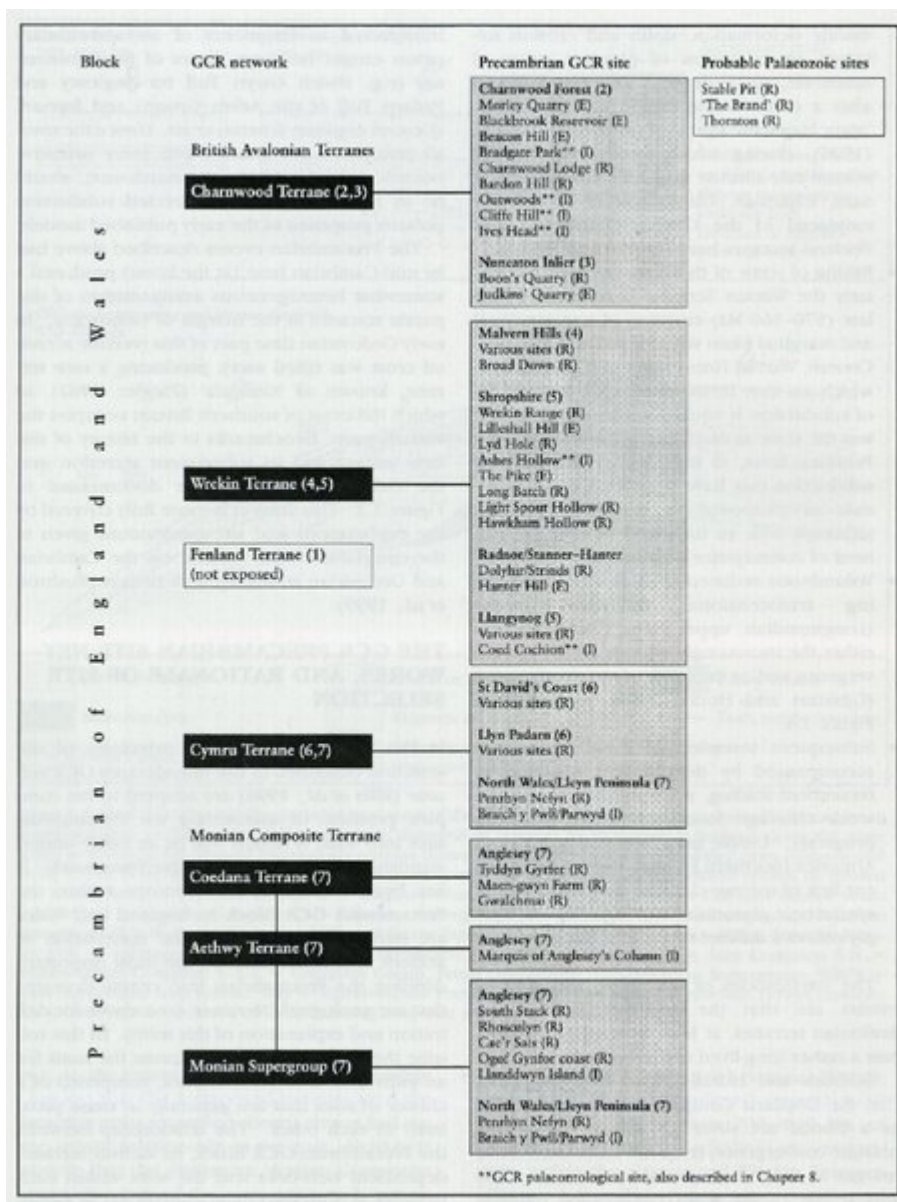 Block
GCR network
Precambrian GCR site
Probable Palaeozoic sites
Precambrian of England and Wales
British Avalonian Terranes
Charnwood Terrane (2,3)
Charnwood Forest (2)
Morley Quarry (E)
Blackbrook Reservoir (E)
Beacon Hill (E)
Bradgate Park** (I)
Charnwood Lodge (R)
Bardon Hill (R)
Outwoods** (I)
Cliffe Hill** (I)
Ives Head** (I)
Nuneaton Inlier (3)
Boon's Quarry (R)
Judkins' Quarry (E)
Stable Pit (R)
'The Brand' (R)
Thornton (R)
Wrekin Terrane (4,5)
Malvern Hills (4)
Various sites (R)
Broad Down (R)
Shropshire (5)
Wrekin Range (R)
Lilleshall Hill (E)
Lyd Hole (R)
Ashes Hollow** (I)
The Pike (E)
Long Batch (R)
Light Spout Hollow (R)
Hawkham Hollow (R)
Radnor/Stanner–Hanter
Dolyhir/Strinds (R)
Hanter Hill (E)
Llangynog (5)
Various sites (R)
Coed Cochion** (I)
Fenland Terrane (1)
(not exposed)
Cymru Terrane (6,7)
St David's Coast (6)
Various sites (R)
Llyn Padarn (6)
Various sites (R)
North Wales/Lleyn Peninsula (7)
Penrhyn Nefyn (R)
Braich y Pwll/Parwyd (I)
Monian Composite Terrane
Coedana Terrane (7)
Anglesey (7)
Tyddyn Gyrfer (R)
Maen-gwyn Farm (R)
Gwalchmai (R)
Aethwy Terrane (7)
Anglesey (7)
Marquis of Anglesey's Column (I)
Monian Supergroup (7)
Anglesey (7)
South Stack (R)
Rhoscolyn (R)
Cae'r Sais (R)
Ogof Gynfor coast (R)
Llanddwyn Island (I)
North Wales/Lleyn Peninsula (7)
Penrhyn Nefyn (R)
Braich y Pwll/Parwyd (I)
**GCR palaeontological site, also described in Chapter 8.